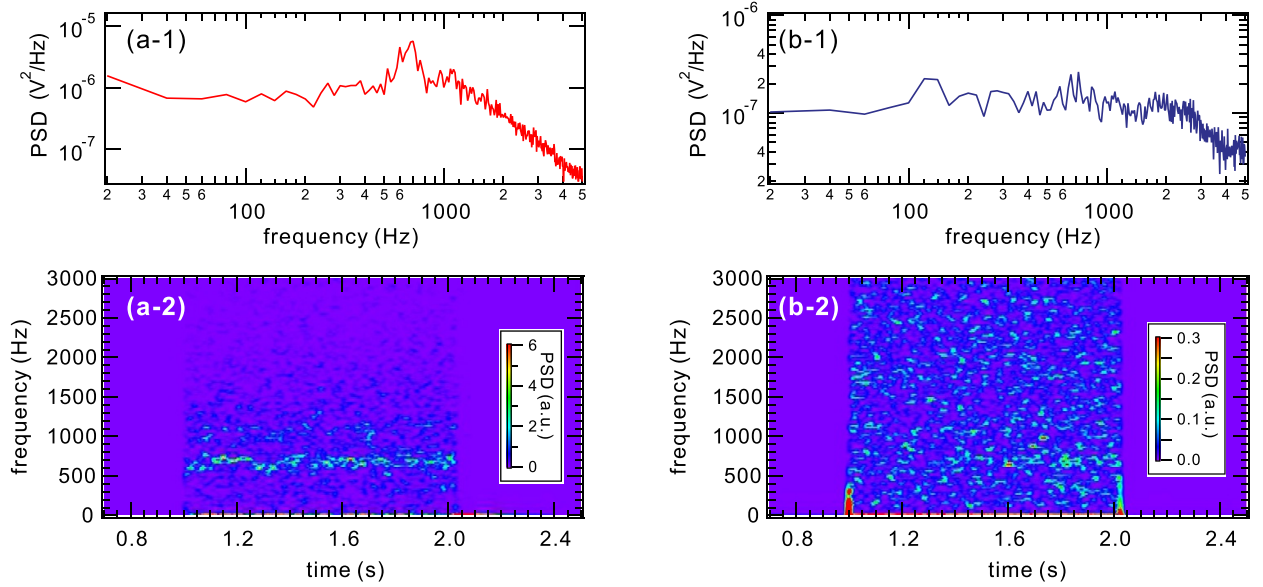 (a-1)
PSD (V²/Hz)
10⁻⁵
10⁻⁶
10⁻⁷
2 3 4 5 6 100 2 3 4 5 6 1000 2 3 4 5
frequency (Hz)
(b-1)
PSD (V²/Hz)
10⁻⁶
4
2
10⁻⁷
4
2
2 3 4 5 6 100 2 3 4 5 6 1000 2 3 4 5
frequency (Hz)
(a-2)
frequency (Hz)
3000
2500
2000
1500
1000
500
0
0.8 1.2 1.6 2.0 2.4
time (s)
6
4
2
0
PSD (a.u.)
(b-2)
frequency (Hz)
3000
2500
2000
1500
1000
500
0
0.8 1.2 1.6 2.0 2.4
time (s)
0.3
0.2
0.1
0.0
PSD (a.u.)